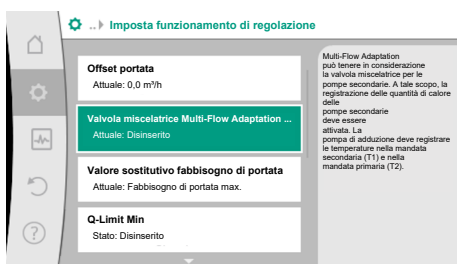 ..▸ Imposta funzionamento di regolazione
Offset portata
Attuale: 0,0 m³/h
Valvola miscelatrice Multi-Flow Adaptation ...
Attuale: Disinserito
Valore sostitutivo fabbisogno di portata
Attuale: Fabbisogno di portata max.
Q-Limit Min
Stato: Disinserito
Multi-Flow Adaptation
può tenere in considerazione
la valvola miscelatrice per le
pompe secondarie. A tale scopo, la
registrazione delle quantità di calore
delle
pompe secondarie
deve essere
attivata. La
pompa di adduzione deve registrare
le temperature nella mandata
secondaria (T1) e nella
mandata primaria (T2).
?